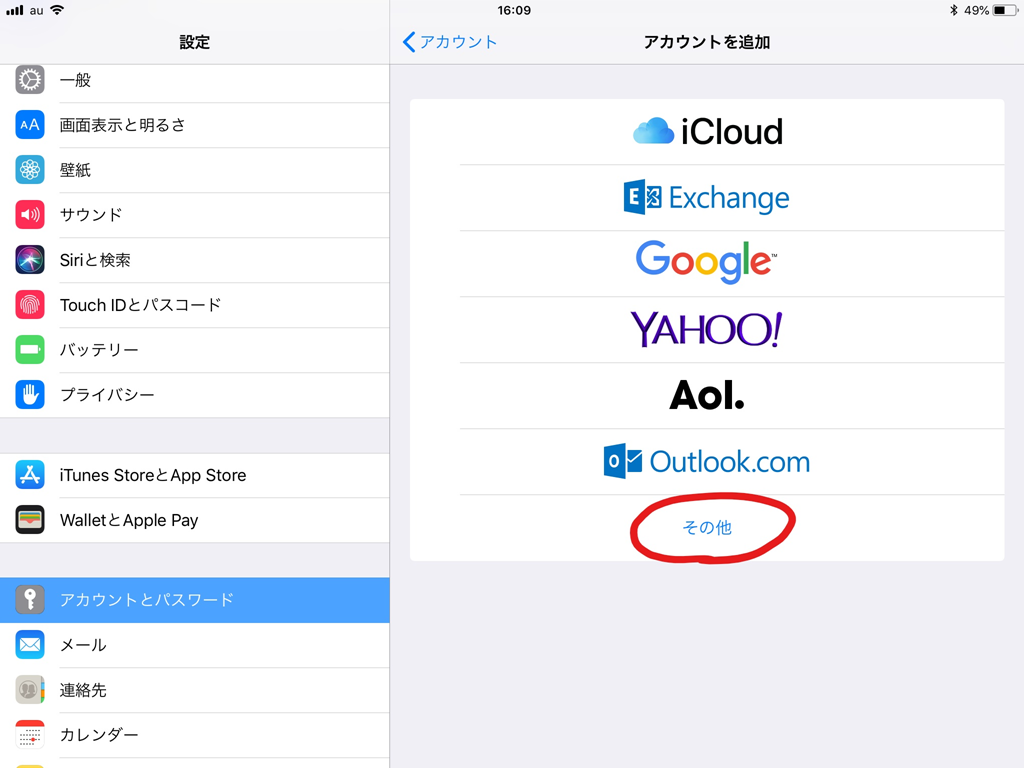 au 16:09 49%
設定
一般
画面表示と明るさ
壁紙
サウンド
Siriと検索
Touch IDとパスコード
バッテリー
プライバシー
iTunes StoreとApp Store
WalletとApple Pay
アカウントとパスワード
メール
連絡先
カレンダー
アカウント
アカウントを追加
iCloud
Exchange
Google™
YAHOO!
Aol.
Outlook.com
その他